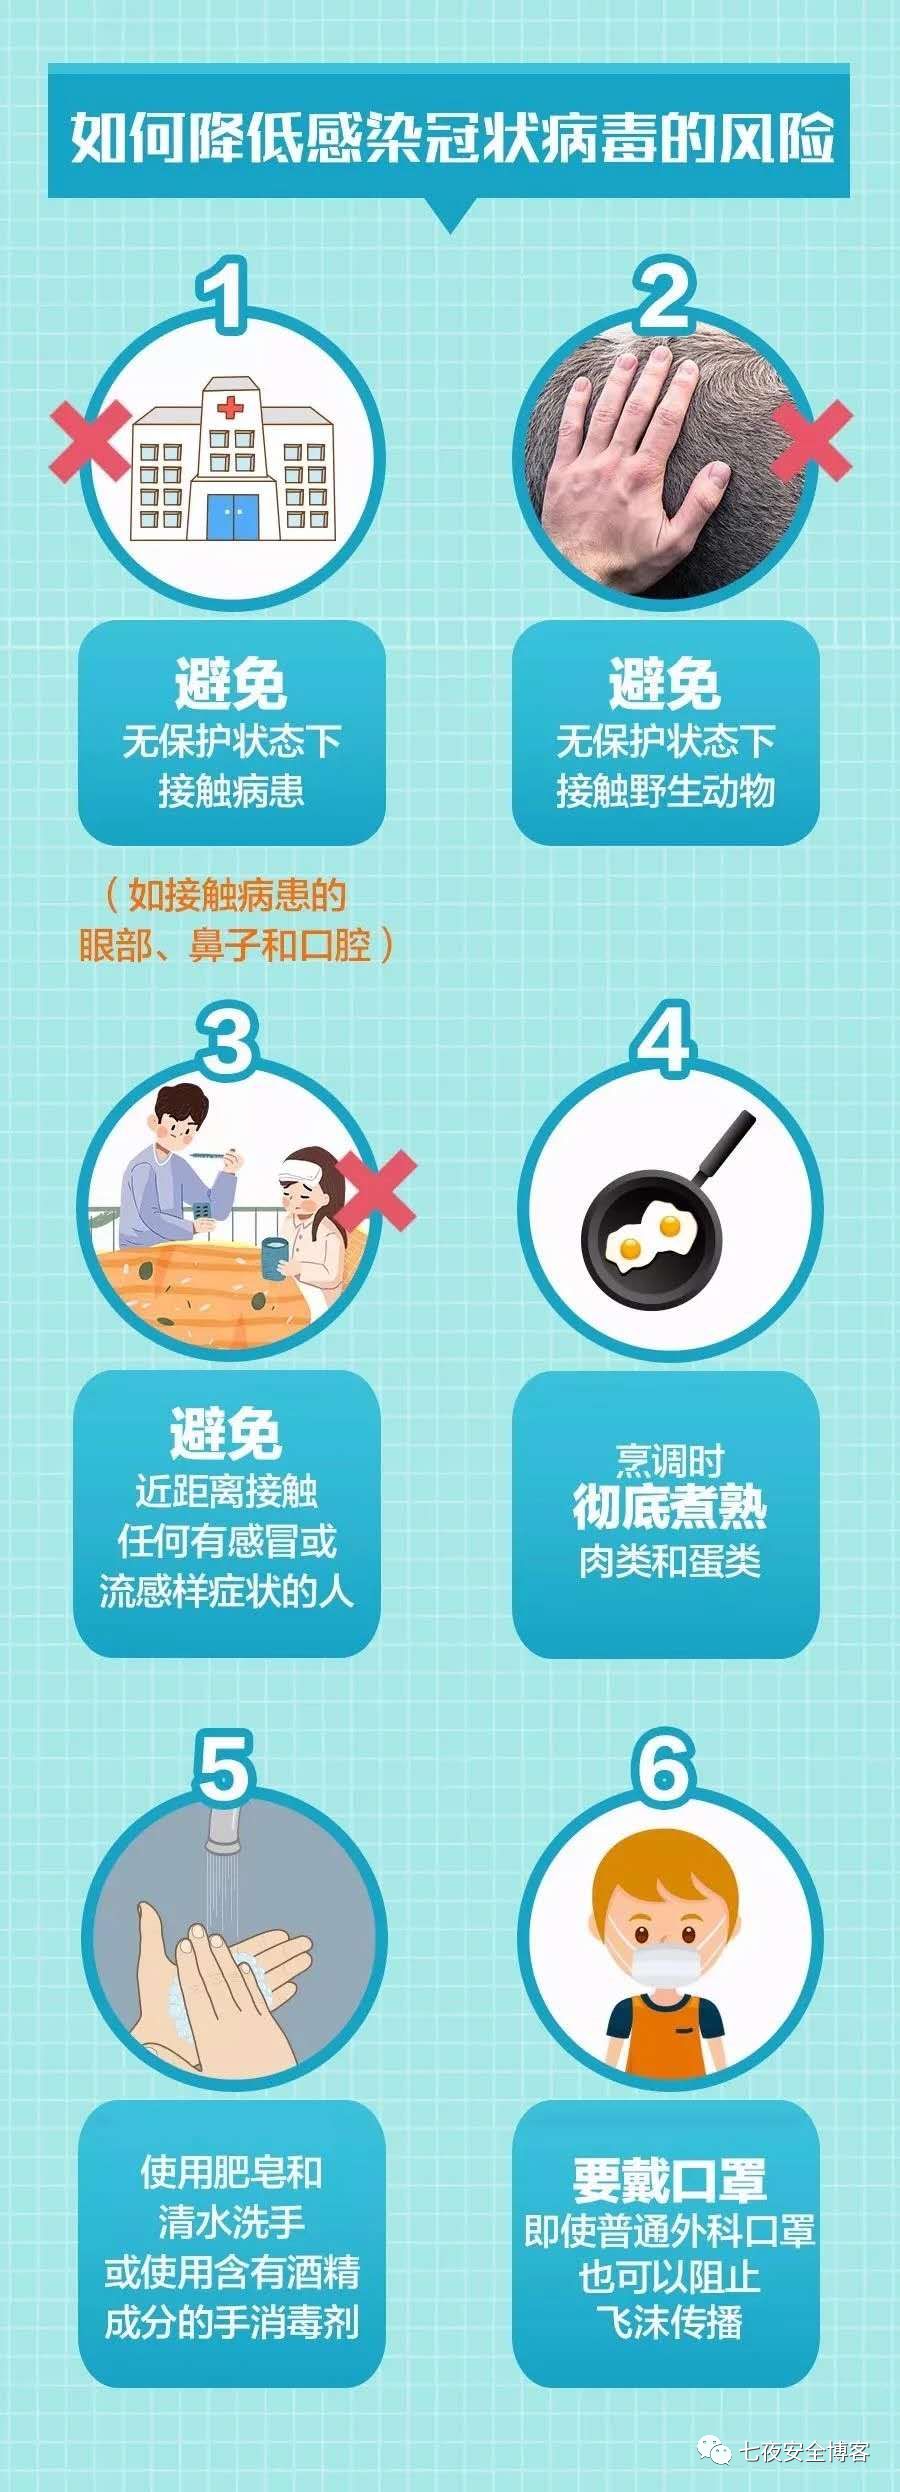 如何降低感染冠状病毒的风险
1
避免
无保护状态下
接触病患
（如接触病患的
眼部、鼻子和口腔）
2
避免
无保护状态下
接触野生动物
3
避免
近距离接触
任何有感冒或
流感样症状的人
4
烹调时
彻底煮熟
肉类和蛋类
5
使用肥皂和
清水洗手
或使用含有酒精
成分的手消毒剂
6
要戴口罩
即使普通外科口罩
也可以阻止
飞沫传播
七夜安全博客